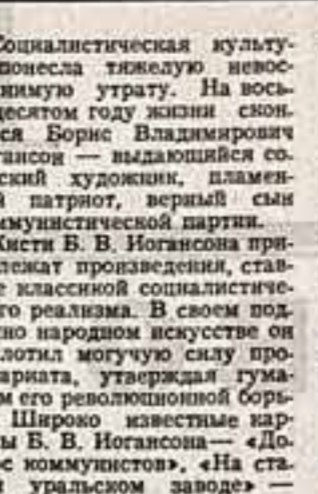 Социалистическая культу-
понесла тяжелую невос-
нимую утрату. На вось-
десятом году жизни скон-
ся Борис Владимирович
гансон — выдающийся со-
ский художник, пламен-
й патриот, верный сын
ммунистической партии.
Кисти Б. В. Иогансона при-
лежат произведения, став-
е классикой социалистиче-
го реализма. В своем под-
но народном искусстве он
лотил могучую силу про-
ариата, утверждая гума-
м его революционной борь-
Широко известные кар-
ы Б. В. Иогансона— «До-
с коммунистов», «На ста-
уральском заводе» —